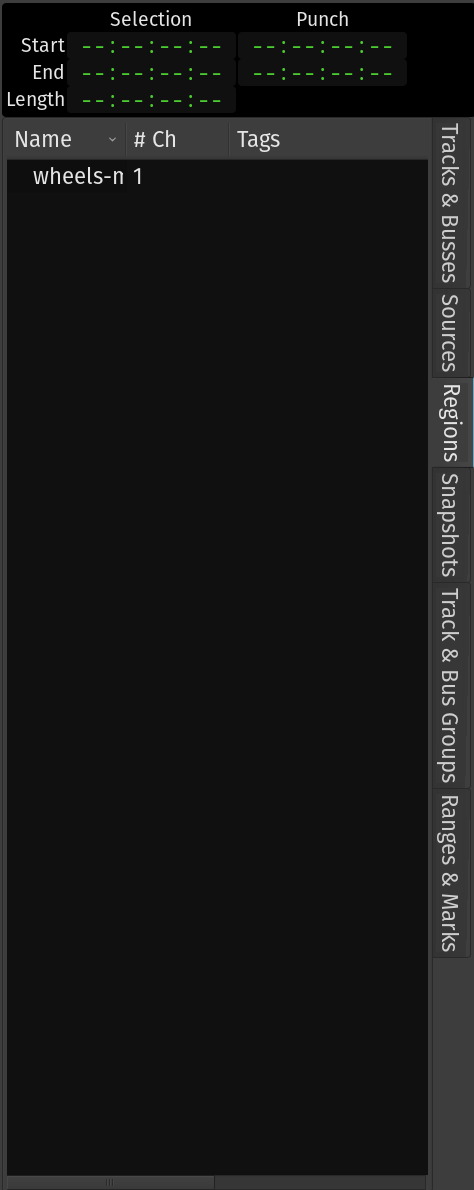 Selection Punch
Start --:--:--:-- --:--:--:--
End --:--:--:-- --:--:--:--
Length --:--:--:--
Name # Ch Tags
wheels-n 1
Tracks & Busses
Sources
Regions
Snapshots
Track & Bus Groups
Ranges & Marks